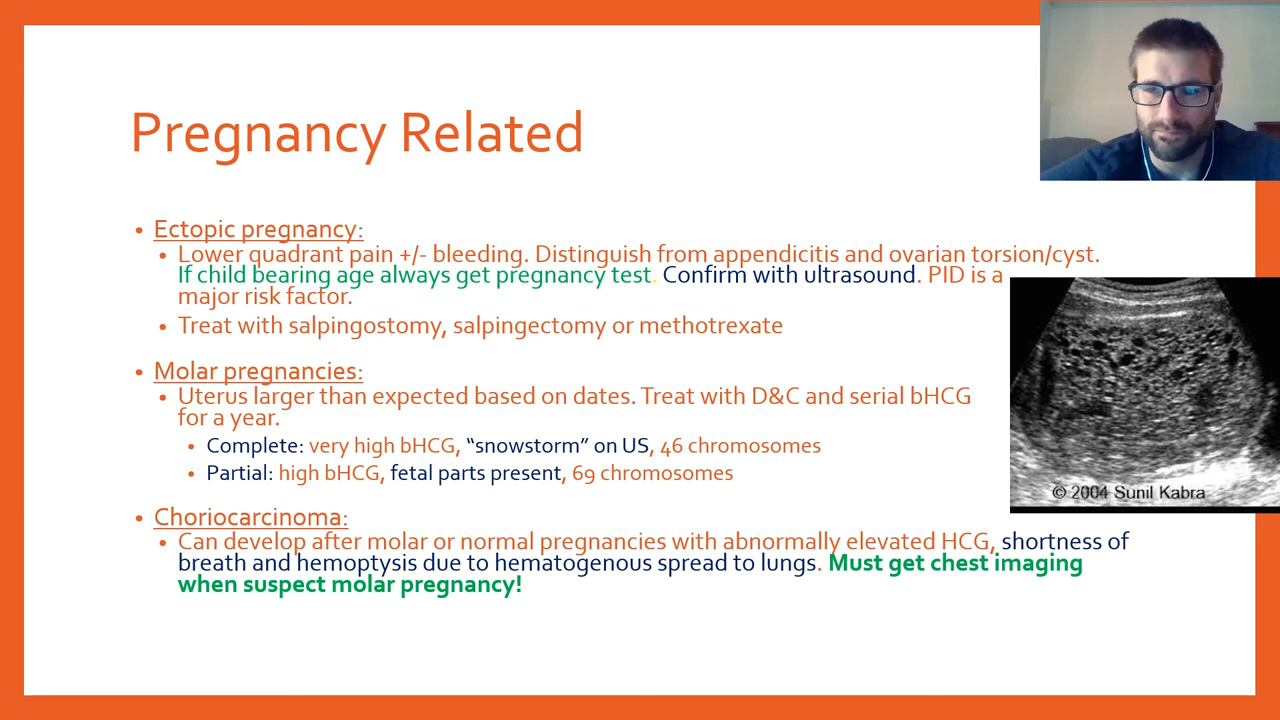 Pregnancy Related
• Ectopic pregnancy:
• Lower quadrant pain +/- bleeding. Distinguish from appendicitis and ovarian torsion/cyst.
If child bearing age always get pregnancy test. Confirm with ultrasound. PID is a
major risk factor.
• Treat with salpingostomy, salpingectomy or methotrexate
• Molar pregnancies:
• Uterus larger than expected based on dates. Treat with D&C and serial bHCG
for a year.
• Complete: very high bHCG, “snowstorm” on US, 46 chromosomes
• Partial: high bHCG, fetal parts present, 69 chromosomes
© 2004 Sunil Kabra
• Choriocarcinoma:
• Can develop after molar or normal pregnancies with abnormally elevated HCG, shortness of
breath and hemoptysis due to hematogenous spread to lungs. Must get chest imaging
when suspect molar pregnancy!